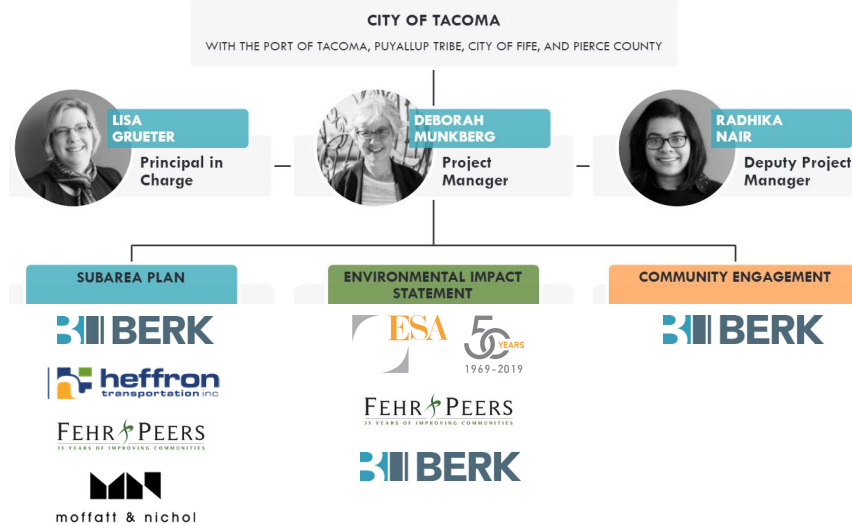 CITY OF TACOMA
WITH THE PORT OF TACOMA, PUYALLUP TRIBE, CITY OF FIFE, AND PIERCE COUNTY
LISA
GRUETER
Principal in
Charge
DEBORAH
MUNKBERG
Project
Manager
RADHIKA
NAIR
Deputy Project
Manager
SUBAREA PLAN
BERK
heffron
transportation inc
FEHR PEERS
35 YEARS OF IMPROVING COMMUNITIES
moffatt & nichol
ENVIRONMENTAL IMPACT
STATEMENT
ESA
50
YEARS
1969-2019
FEHR PEERS
35 YEARS OF IMPROVING COMMUNITIES
BERK
COMMUNITY ENGAGEMENT
BERK